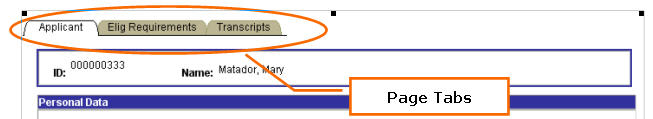 Applicant Elig Requirements Transcripts
ID: 000000333 Name: Matador, Mary
Page Tabs
Personal Data